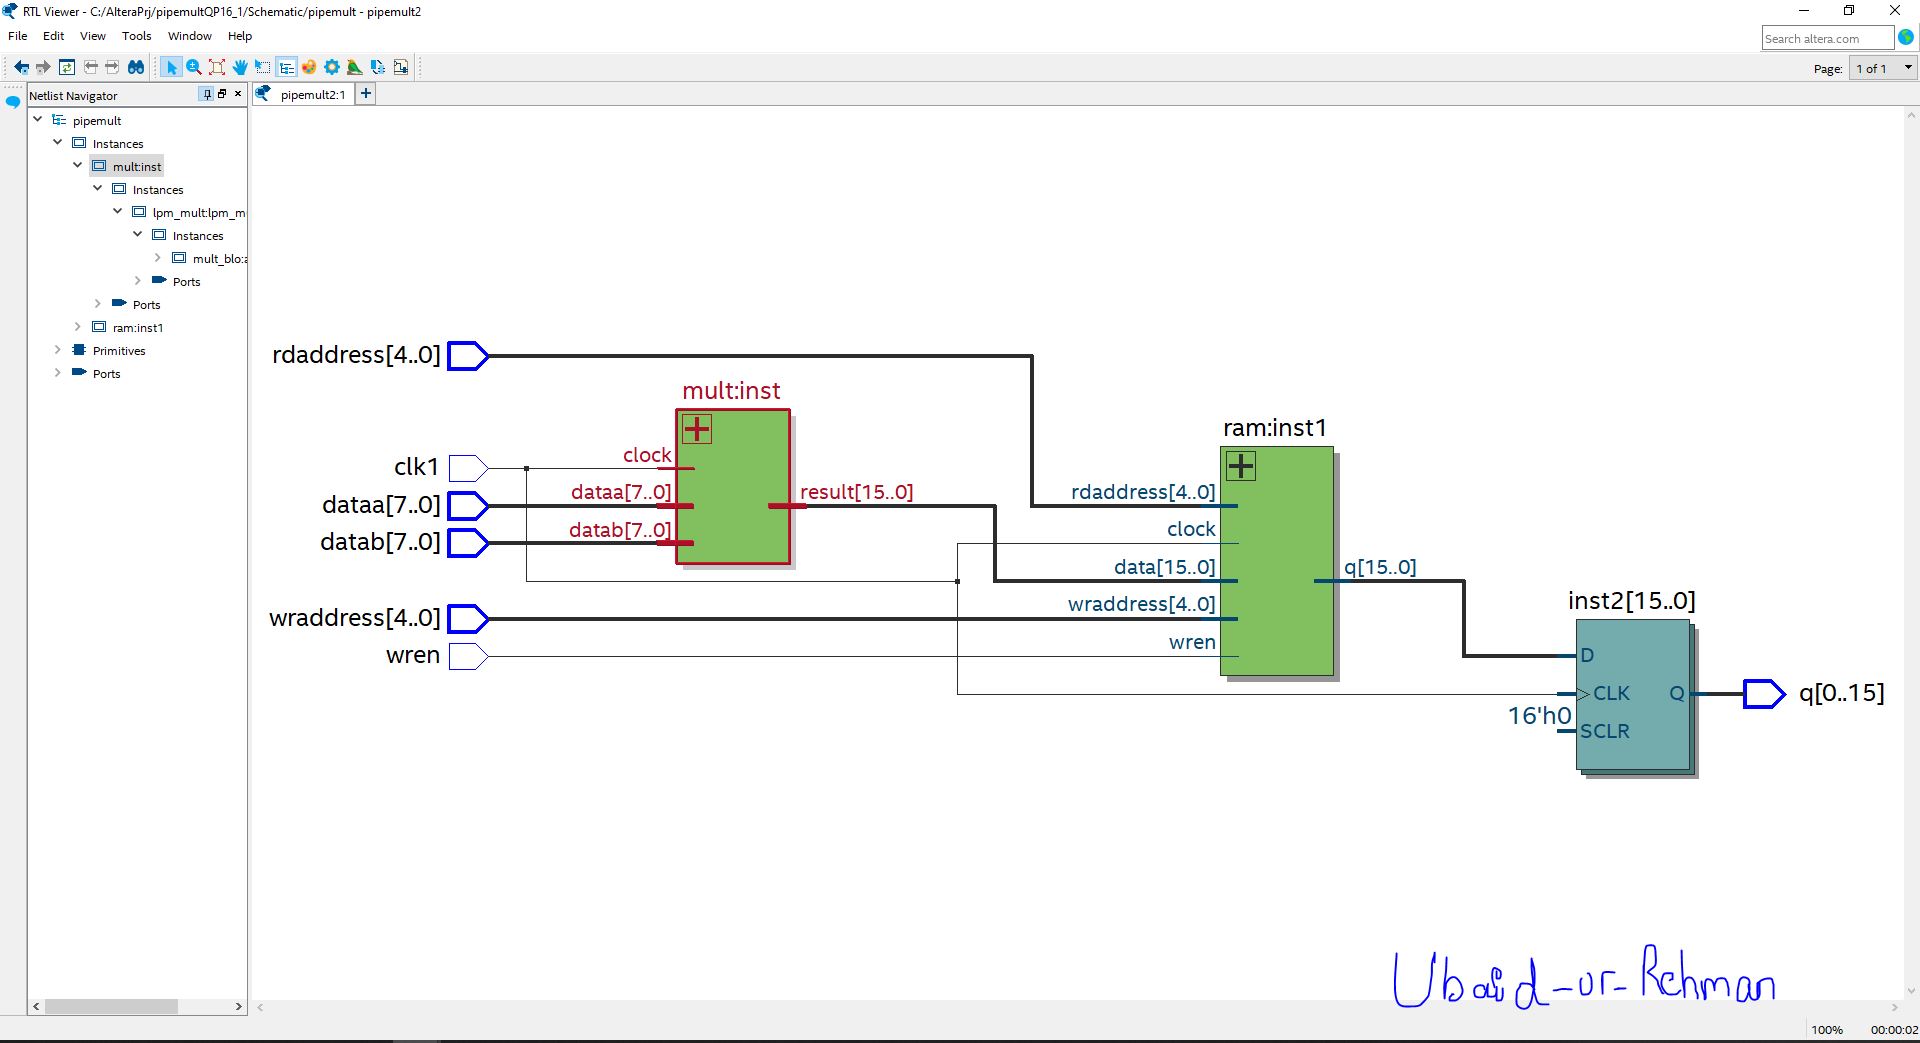 RTL Viewer - C:/AlteraPrj/pipemultQP16_1/Schematic/pipemult - pipemult2
File Edit View Tools Window Help
Search altera.com
Page: 1 of 1
Netlist Navigator
pipemult2:1
pipemult
Instances
mult:inst
Instances
lpm_mult:lpm_m
Instances
mult_blo:a
Ports
Ports
ram:inst1
Primitives
Ports
rdaddress[4..0]
mult:inst
clk1
clock
dataa[7..0]
dataa[7..0]
result[15..0]
datab[7..0]
datab[7..0]
wraddress[4..0]
wren
ram:inst1
rdaddress[4..0]
clock
data[15..0]
q[15..0]
wraddress[4..0]
wren
inst2[15..0]
D
CLK Q
16'h0
SCLR
q[0..15]
Ubaid-ur-Rehman
100% 00:00:02